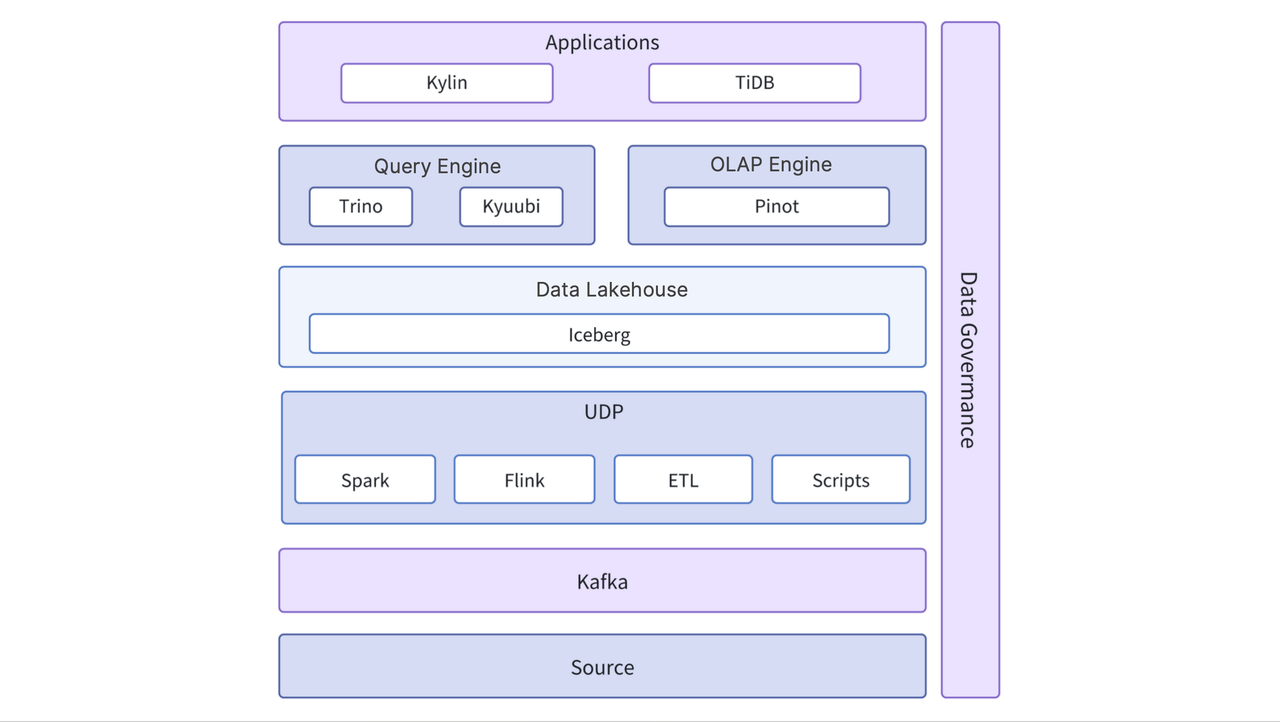 Applications
Kylin
TiDB
Query Engine
Trino
Kyuubi
OLAP Engine
Pinot
Data Lakehouse
Iceberg
UDP
Spark
Flink
ETL
Scripts
Kafka
Source
Data Govermance